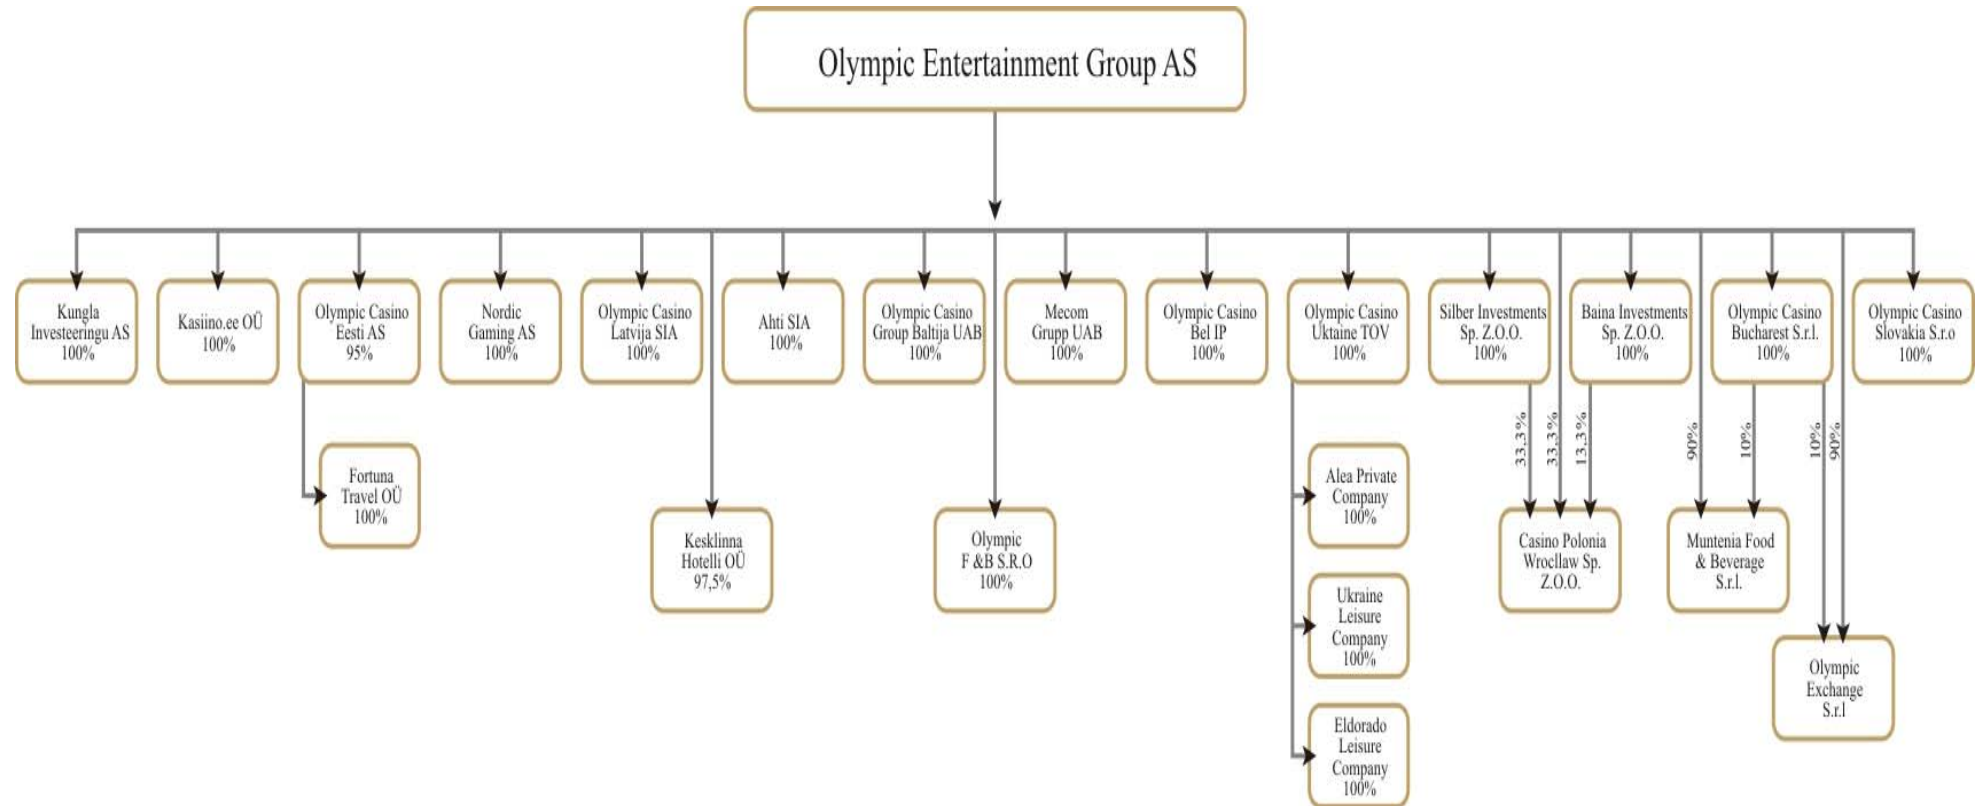 Olympic Entertainment Group AS
Kungla
Investeeringu AS
100%
Kasiino.ee OÜ
100%
Olympic Casino
Eesti AS
95%
Nordic
Gaming AS
100%
Olympic Casino
Latvija SIA
100%
Ahti SIA
100%
Olympic Casino
Group Baltija UAB
100%
Mecom
Grupp UAB
100%
Olympic Casino
Bel IP
100%
Olympic Casino
Uktaine TOV
100%
Silber Investments
Sp. Z.O.O.
100%
Baina Investments
Sp. Z.O.O.
100%
Olympic Casino
Bucharest S.r.l.
100%
Olympic Casino
Slovakia S.r.o
100%
33,3%
33,3%
13,3%
90%
10%
10%
90%
Fortuna
Travel OÜ
100%
Kesklinna
Hotelli OÜ
97,5%
Olympic
F &B S.R.O
100%
Alea Private
Company
100%
Ukraine
Leisure
Company
100%
Eldorado
Leisure
Company
100%
Casino Polonia
Wrocllaw Sp.
Z.O.O.
Muntenia Food
& Beverage
S.r.l.
Olympic
Exchange
S.r.l